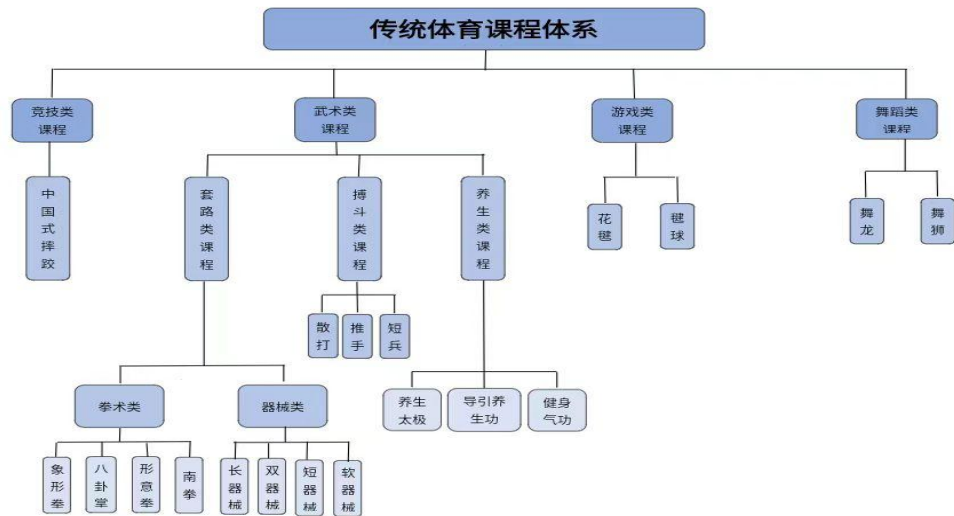 传统体育课程体系
竞技类
课程
武术类
课程
游戏类
课程
舞蹈类
课程
中国式摔跤
套路类课程
搏斗类课程
养生类课程
花毽
毽球
舞龙
舞狮
散打
推手
短兵
拳术类
器械类
养生
太极
导引养
生功
健身
气功
象形拳
八卦堂
形意拳
南拳
长器械
双器械
短器械
软器械